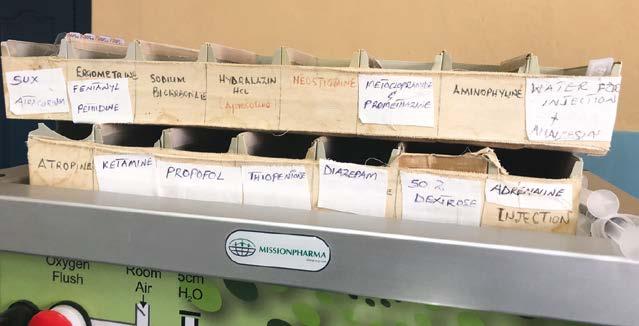 SUX
ATRACURIUM
ERGOMETRINE
FENTANYL
PETHIDINE
SODIUM
BICARBONATE
HYDRALAZIN
HCL
NEOSTIGMINE
METOCLOPRAMIDE
&
PROMETHAZINE
AMINOPHYLINE
WATER FOR
INJECTION
+
ATROPINE
KETAMINE
PROPOFOL
THIOPENTONE
DIAZEPAM
50 %
DEXTROSE
ADRENALINE
INJECTION
MISSIONPHARMA
Oxygen
Flush
Room
Air
5cm
H2O